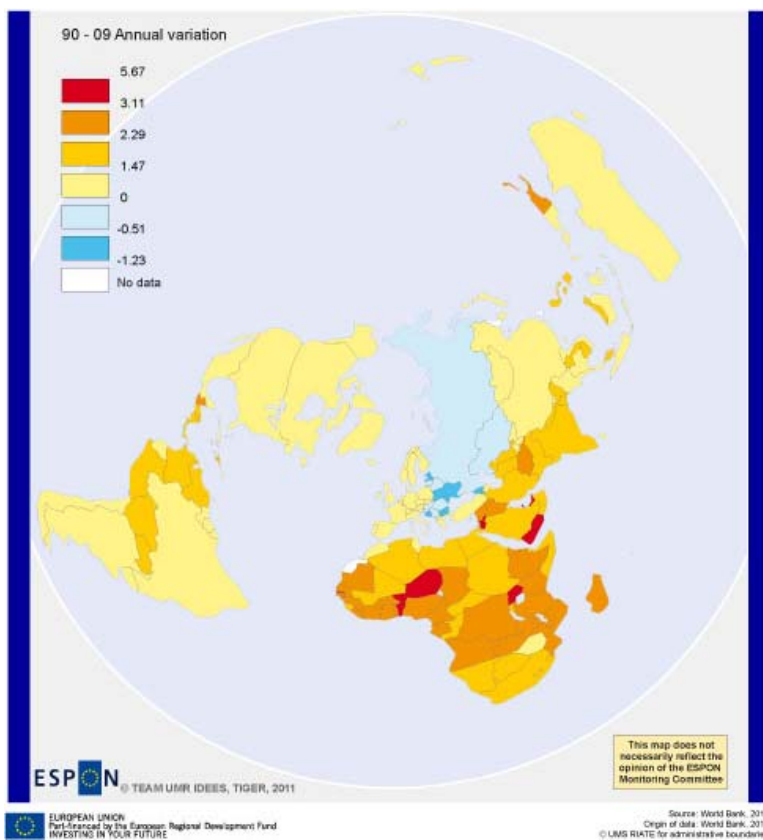 90 - 09 Annual variation
5.67
3.11
2.29
1.47
0
-0.51
-1.23
No data
This map does not
necessarily reflect the
opinion of the ESPON
Monitoring Committee
ESPON © TEAM UMR IDEES, TIGER, 2011
EUROPEAN UNION
Part-financed by the European Regional Development Fund
INVESTING IN YOUR FUTURE
Source: World Bank, 201
Origin of data: World Bank, 201
© UMS RIATE for administrative boundarie